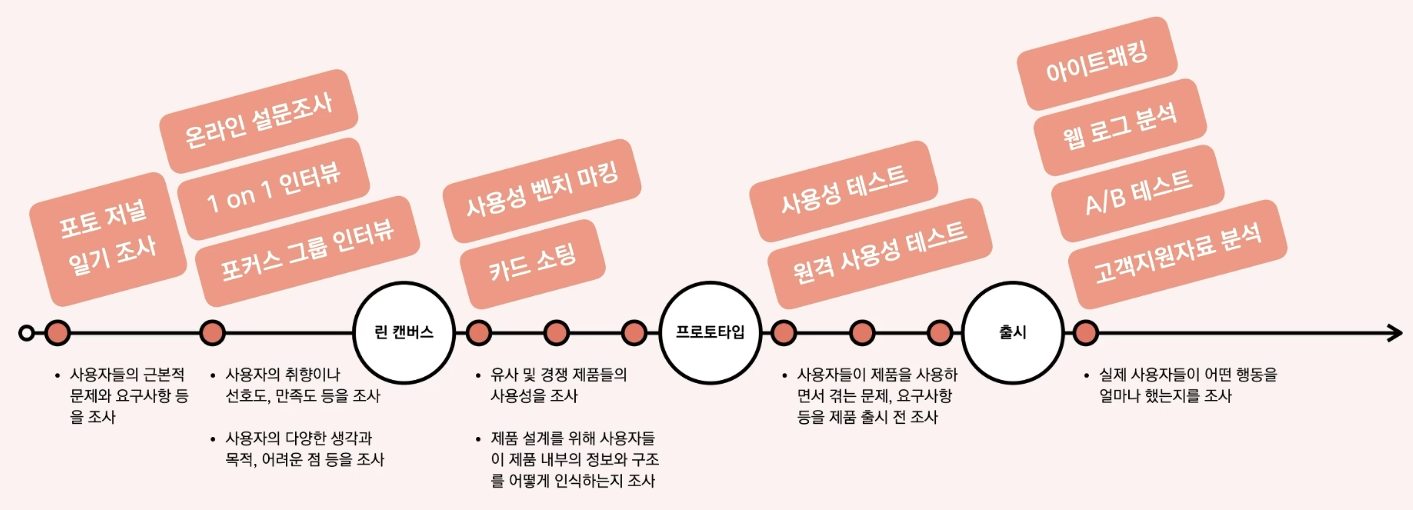 포토 저널
일기 조사
온라인 설문조사
1 on 1 인터뷰
포커스 그룹 인터뷰
사용성 벤치 마킹
카드 소팅
사용성 테스트
원격 사용성 테스트
아이트래킹
웹 로그 분석
A/B 테스트
고객지원자료 분석
린 캔버스
프로토타입
출시
• 사용자들의 근본적
문제와 요구사항 등
을 조사
• 사용자의 취향이나
선호도, 만족도 등을 조사
• 사용자의 다양한 생각과
목적, 어려운 점 등을 조사
• 유사 및 경쟁 제품들의
사용성을 조사
• 제품 설계를 위해 사용자들
이 제품 내부의 정보와 구조
를 어떻게 인식하는지 조사
• 사용자들이 제품을 사용하
면서 겪는 문제, 요구사항
등을 제품 출시 전 조사
• 실제 사용자들이 어떤 행동을
얼마나 했는지를 조사